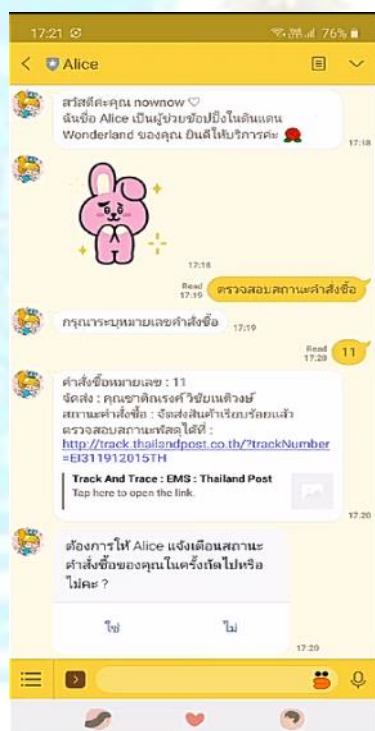 17:21 76%
Alice
สวัสดีค่ะคุณ nownow ♡
ฉันชื่อ Alice เป็นผู้ช่วยช้อปปิ้งในดินแดน
Wonderland ของคุณ ยินดีให้บริการค่ะ 🌹
17:18
17:18
Read
17:19 ตรวจสอบสถานะคำสั่งซื้อ
กรุณาระบุหมายเลขคำสั่งซื้อ 17:19
Read
17:20 11
คำสั่งซื้อหมายเลข : 11
จัดส่ง : คุณชาติณรงค์ วิชัยเนติวงษ์
สถานะคำสั่งซื้อ : จัดส่งสินค้าเรียบร้อยแล้ว
ตรวจสอบสถานะพัสดุได้ที่ :
http://track.thailandpost.co.th/?trackNumber
=EI311912015TH
Track And Trace : EMS : Thailand Post
Tap here to open the link.
17:20
ต้องการให้ Alice แจ้งเตือนสถานะ
คำสั่งซื้อของคุณในครั้งถัดไปหรือ
ไม่คะ ?
ใช่ ไม่
17:20